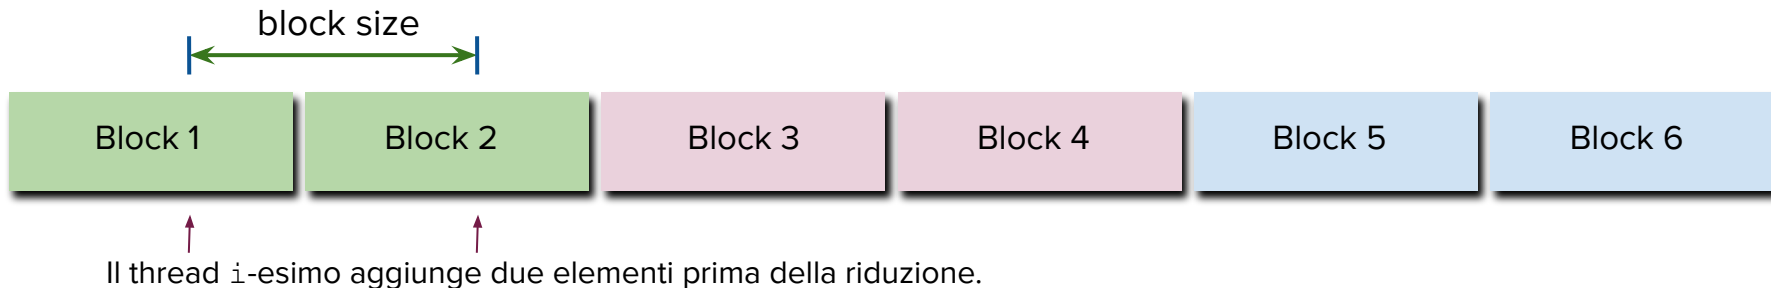 block size
Block 1 Block 2 Block 3 Block 4 Block 5 Block 6
Il thread i-esimo aggiunge due elementi prima della riduzione.